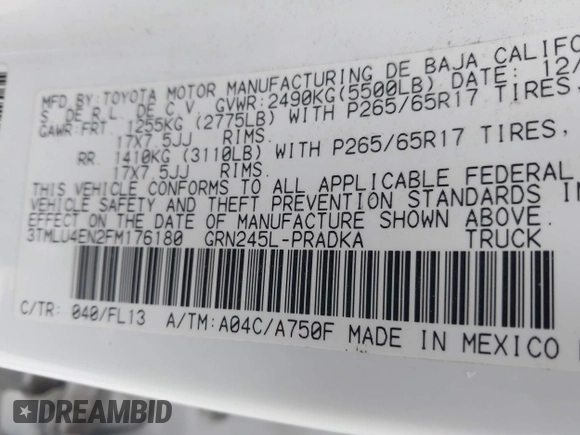 MFD BY: TOYOTA MOTOR MANUFACTURING DE BAJA CALIFO
S. DE R.L. DE C.V. GVWR: 2490KG(5500LB) DATE: 12/
GAWR: FRT. 1255KG (2775LB) WITH P265/65R17 TIRES,
17X7.5JJ RIMS.
RR. 1410KG (3110LB) WITH P265/65R17 TIRES,
17X7.5JJ RIMS.
THIS VEHICLE CONFORMS TO ALL APPLICABLE FEDERAL
VEHICLE SAFETY AND THEFT PREVENTION STANDARDS IN
EFFECT ON THE DATE OF MANUFACTURE SHOWN ABOVE.
3TMLU4EN2FM176180 GRN245L-PRADKA TRUCK
C/TR: 040/FL13 A/TM: A04C/A750F MADE IN MEXICO
DREAMBID